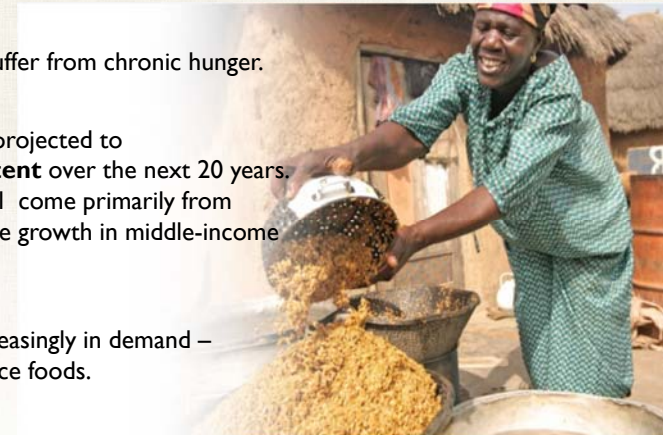 uffer from chronic hunger.
projected to
cent over the next 20 years.
come primarily from
e growth in middle-income
easingly in demand –
ce foods.